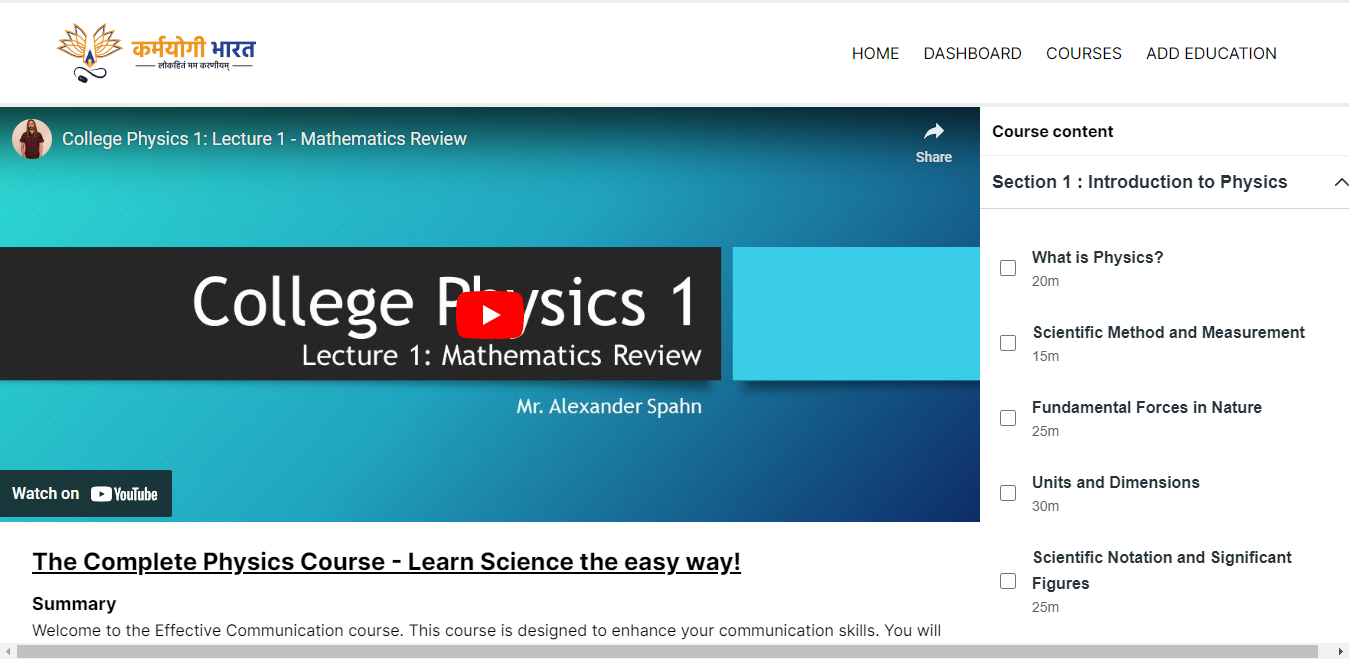 कर्मयोगी भारत
लोकहितं मम करणीयम्
HOME DASHBOARD COURSES ADD EDUCATION
College Physics 1: Lecture 1 - Mathematics Review
Share
College Physics 1
Lecture 1: Mathematics Review
Mr. Alexander Spahn
Watch on YouTube
The Complete Physics Course - Learn Science the easy way!
Summary
Welcome to the Effective Communication course. This course is designed to enhance your communication skills. You will
Course content
Section 1 : Introduction to Physics
What is Physics?
20m
Scientific Method and Measurement
15m
Fundamental Forces in Nature
25m
Units and Dimensions
30m
Scientific Notation and Significant
Figures
25m